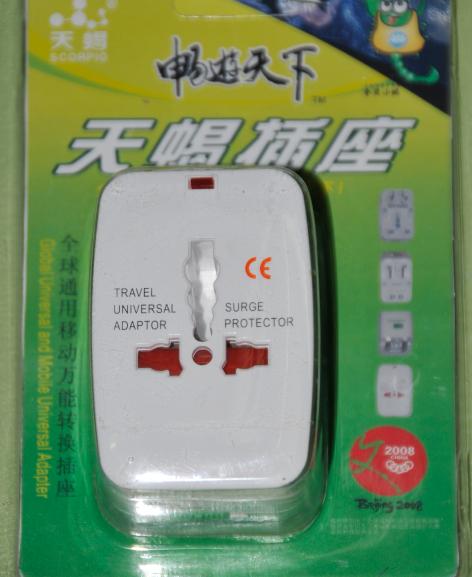 天蝎
SCORPIO
畅游天下
TM
天蝎插座
CE
TRAVEL
UNIVERSAL
ADAPTOR
SURGE
PROTECTOR
全球通用移动万能转换插座
Global Universal and Mobile Universal Adapter
2008
CHINA
Beijing 2008